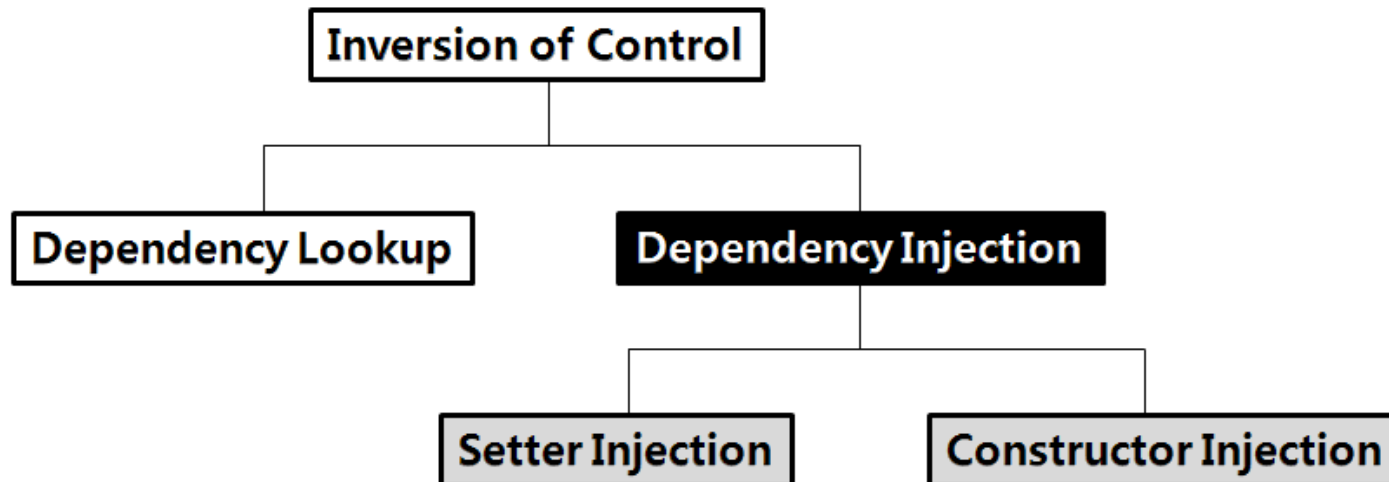 Inversion of Control
Dependency Lookup
Dependency Injection
Setter Injection
Constructor Injection